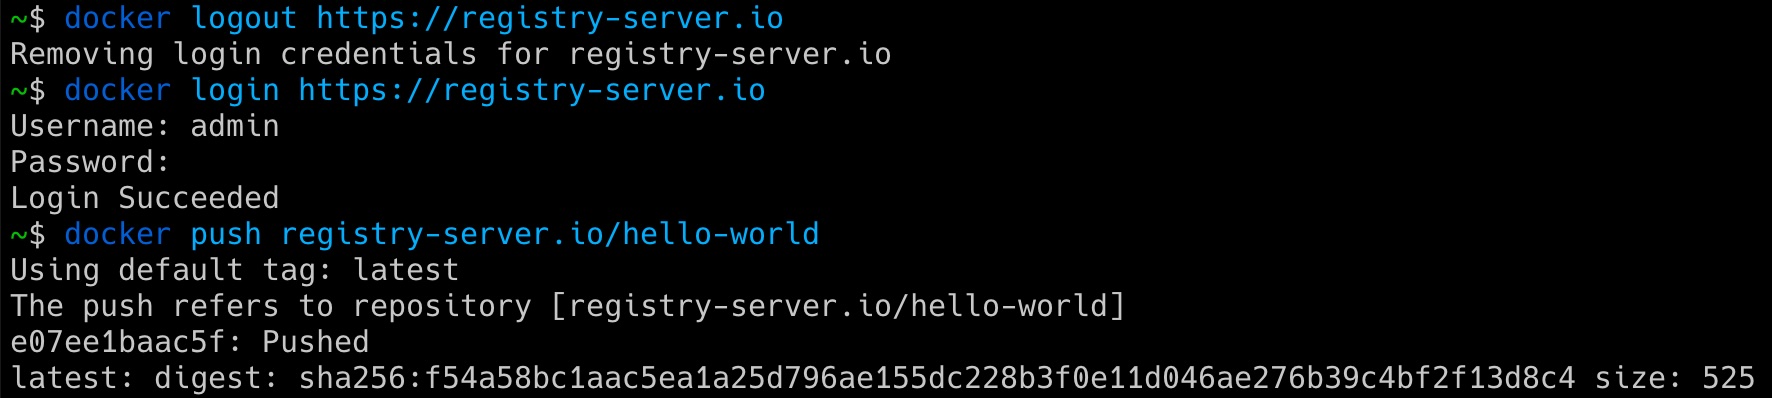 ~$ docker logout https://registry-server.io
Removing login credentials for registry-server.io
~$ docker login https://registry-server.io
Username: admin
Password:
Login Succeeded
~$ docker push registry-server.io/hello-world
Using default tag: latest
The push refers to repository [registry-server.io/hello-world]
e07ee1baac5f: Pushed
latest: digest: sha256:f54a58bc1aac5ea1a25d796ae155dc228b3f0e11d046ae276b39c4bf2f13d8c4 size: 525